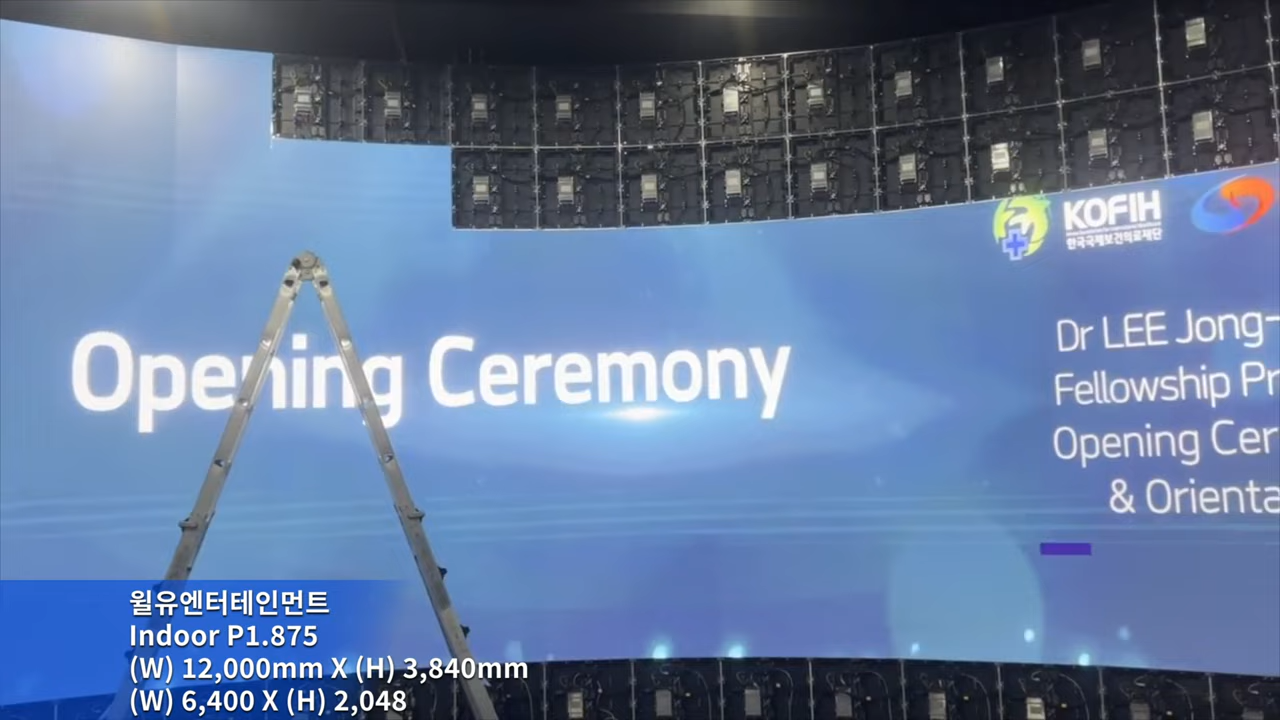 Opening Ceremony
KOFIH
한국국제보건의료재단
Dr LEE Jong-
Fellowship Pr
Opening Cer
& Orienta
윌유엔터테인먼트
Indoor P1.875
(W) 12,000mm X (H) 3,840mm
(W) 6,400 X (H) 2,048